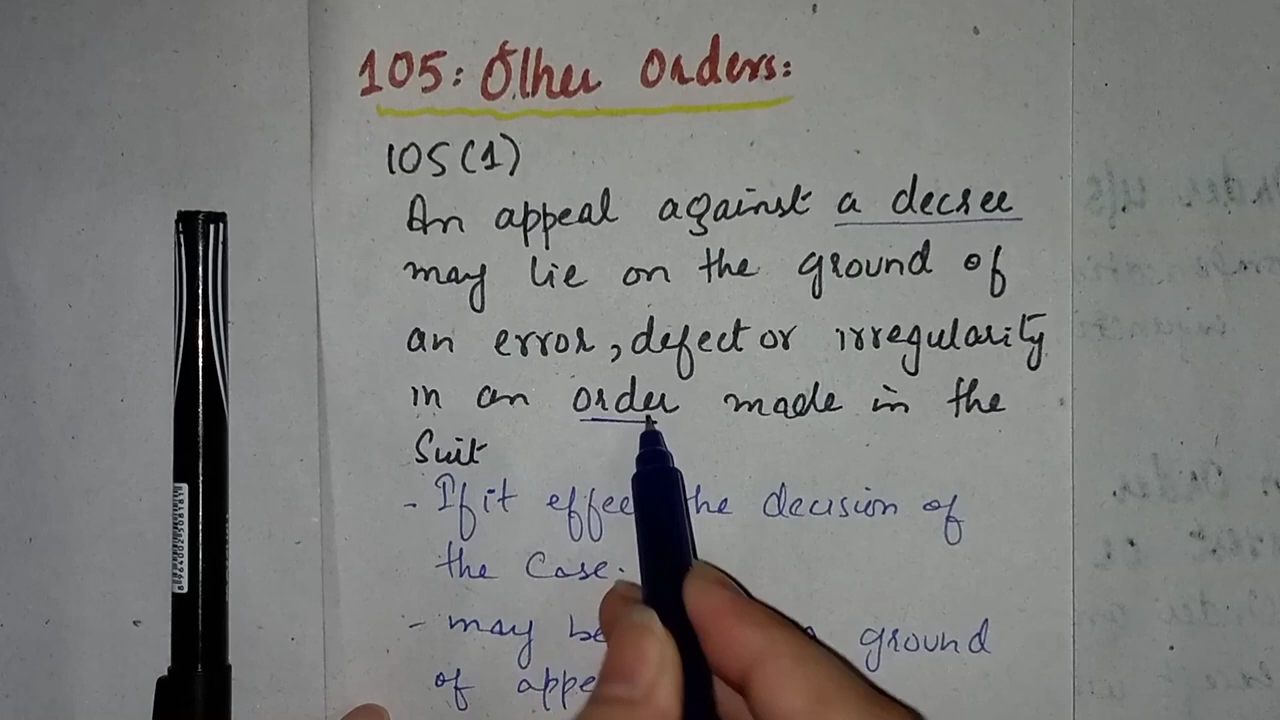 105: Other Orders:
105(1)
An appeal against a decree
may lie on the ground of
an error, defect or irregularity
in an order made in the
Suit
- If it effe the decision of
the Case.
- may be ground
of appe
8964002508181